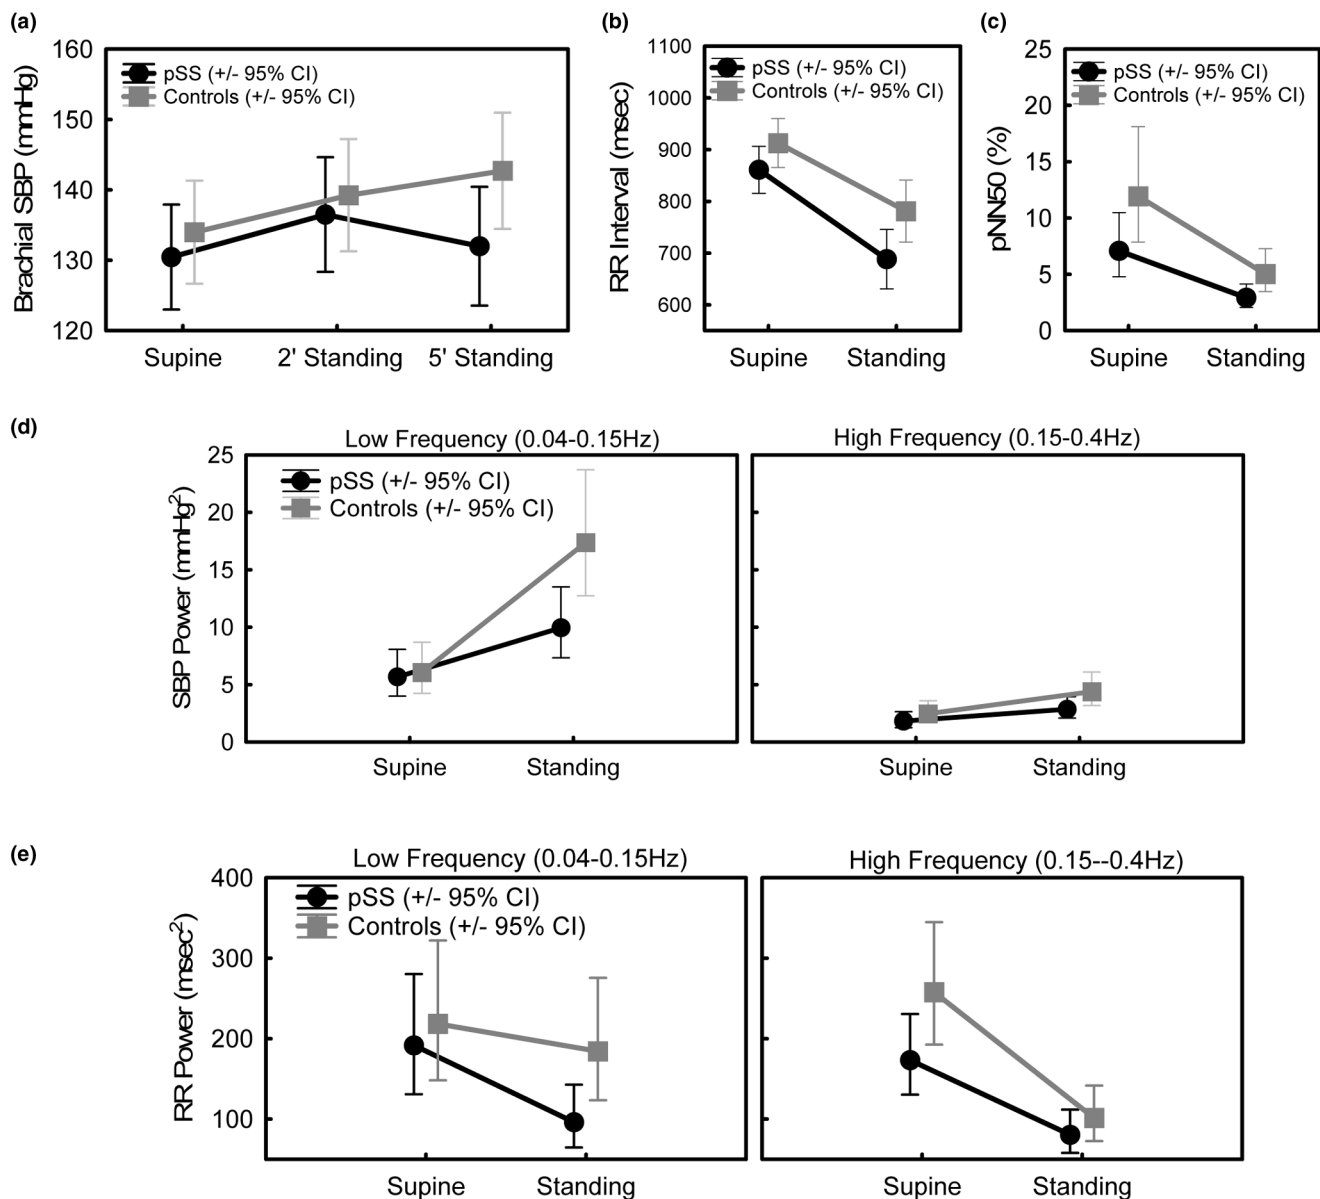 (a)
Brachial SBP (mmHg)
160
150
140
130
120
pSS (+/- 95% CI)
Controls (+/- 95% CI)
Supine
2' Standing
5' Standing
(b)
RR Interval (msec)
1100
1000
900
800
700
600
pSS (+/- 95% CI)
Controls (+/- 95% CI)
Supine
Standing
(c)
pNN50 (%)
25
20
15
10
5
0
pSS (+/- 95% CI)
Controls (+/- 95% CI)
Supine
Standing
(d)
Low Frequency (0.04-0.15Hz)
High Frequency (0.15-0.4Hz)
SBP Power (mmHg²)
25
20
15
10
5
0
pSS (+/- 95% CI)
Controls (+/- 95% CI)
Supine
Standing
Supine
Standing
(e)
Low Frequency (0.04-0.15Hz)
High Frequency (0.15--0.4Hz)
RR Power (msec²)
400
300
200
100
pSS (+/- 95% CI)
Controls (+/- 95% CI)
Supine
Standing
Supine
Standing